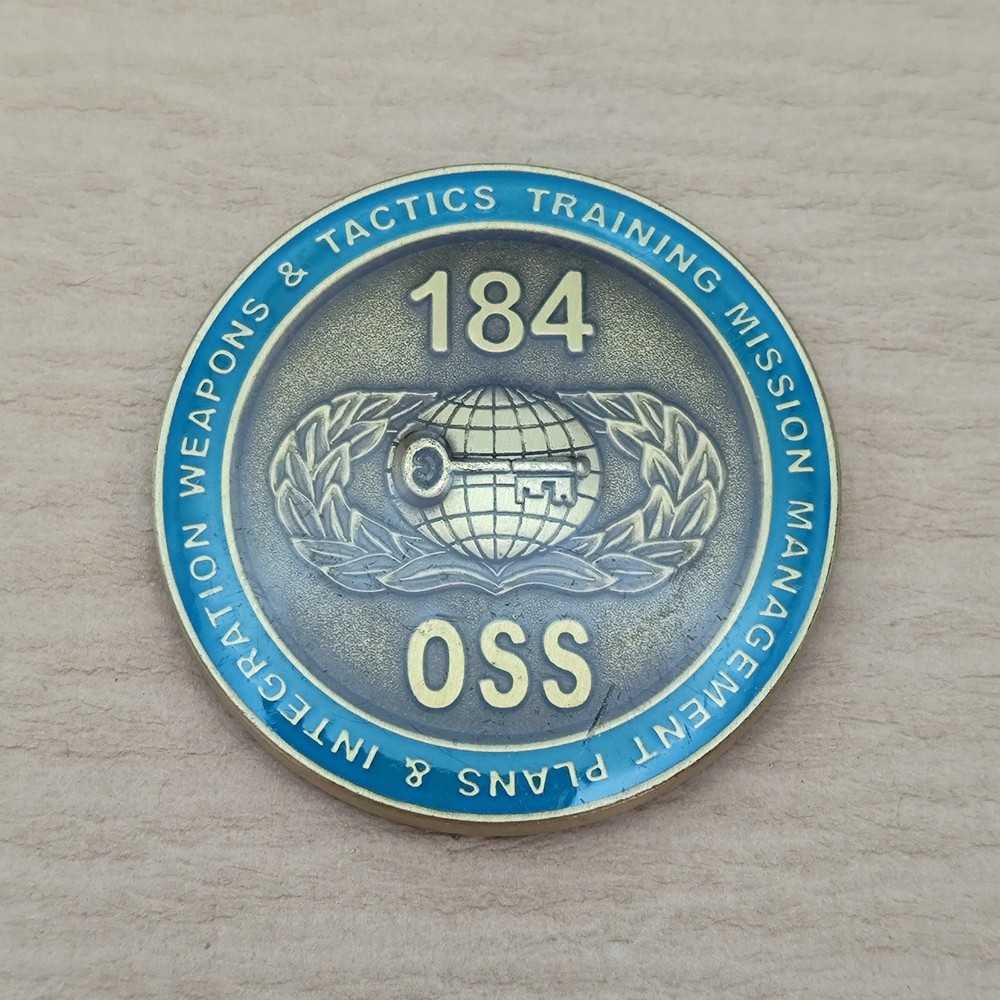 WEAPONS & TACTICS TRAINING MISSION MANAGEMENT PLANS & INTEGRATION
184
OSS